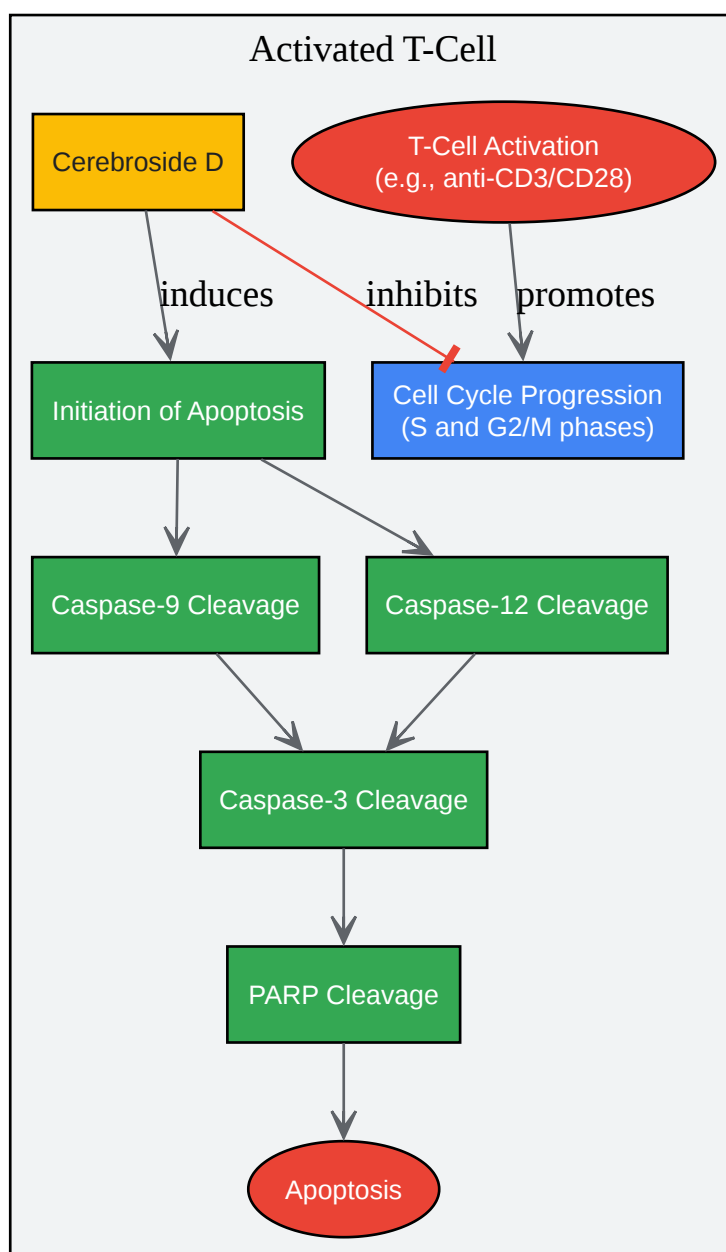 Activated T-Cell
Cerebroside D
T-Cell Activation
(e.g., anti-CD3/CD28)
induces
inhibits
promotes
Initiation of Apoptosis
Cell Cycle Progression
(S and G2/M phases)
Caspase-9 Cleavage
Caspase-12 Cleavage
Caspase-3 Cleavage
PARP Cleavage
Apoptosis